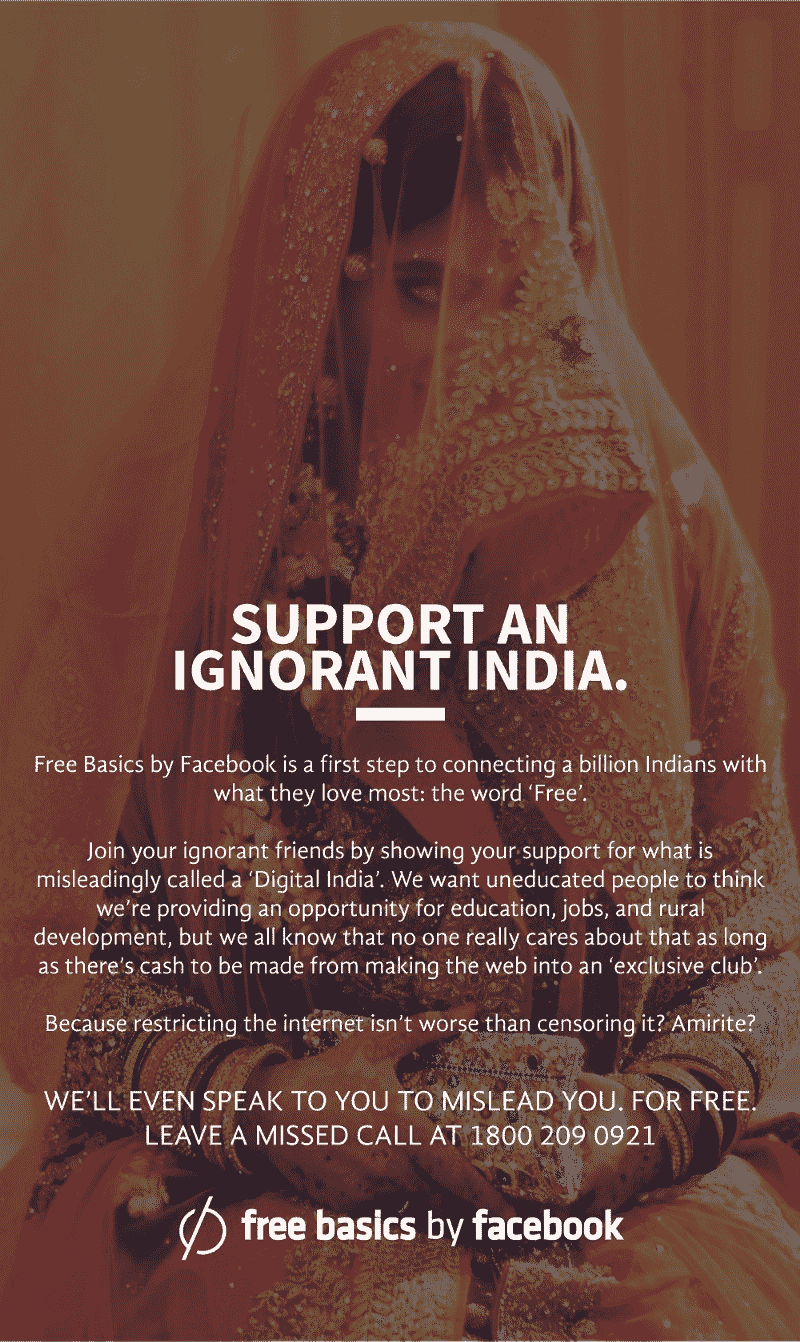 SUPPORT AN
IGNORANT INDIA.
Free Basics by Facebook is a first step to connecting a billion Indians with
what they love most: the word ‘Free’.
Join your ignorant friends by showing your support for what is
misleadingly called a ‘Digital India’. We want uneducated people to think
we’re providing an opportunity for education, jobs, and rural
development, but we all know that no one really cares about that as long
as there’s cash to be made from making the web into an ‘exclusive club’.
Because restricting the internet isn’t worse than censoring it? Amirite?
WE’LL EVEN SPEAK TO YOU TO MISLEAD YOU. FOR FREE.
LEAVE A MISSED CALL AT 1800 209 0921
free basics by facebook